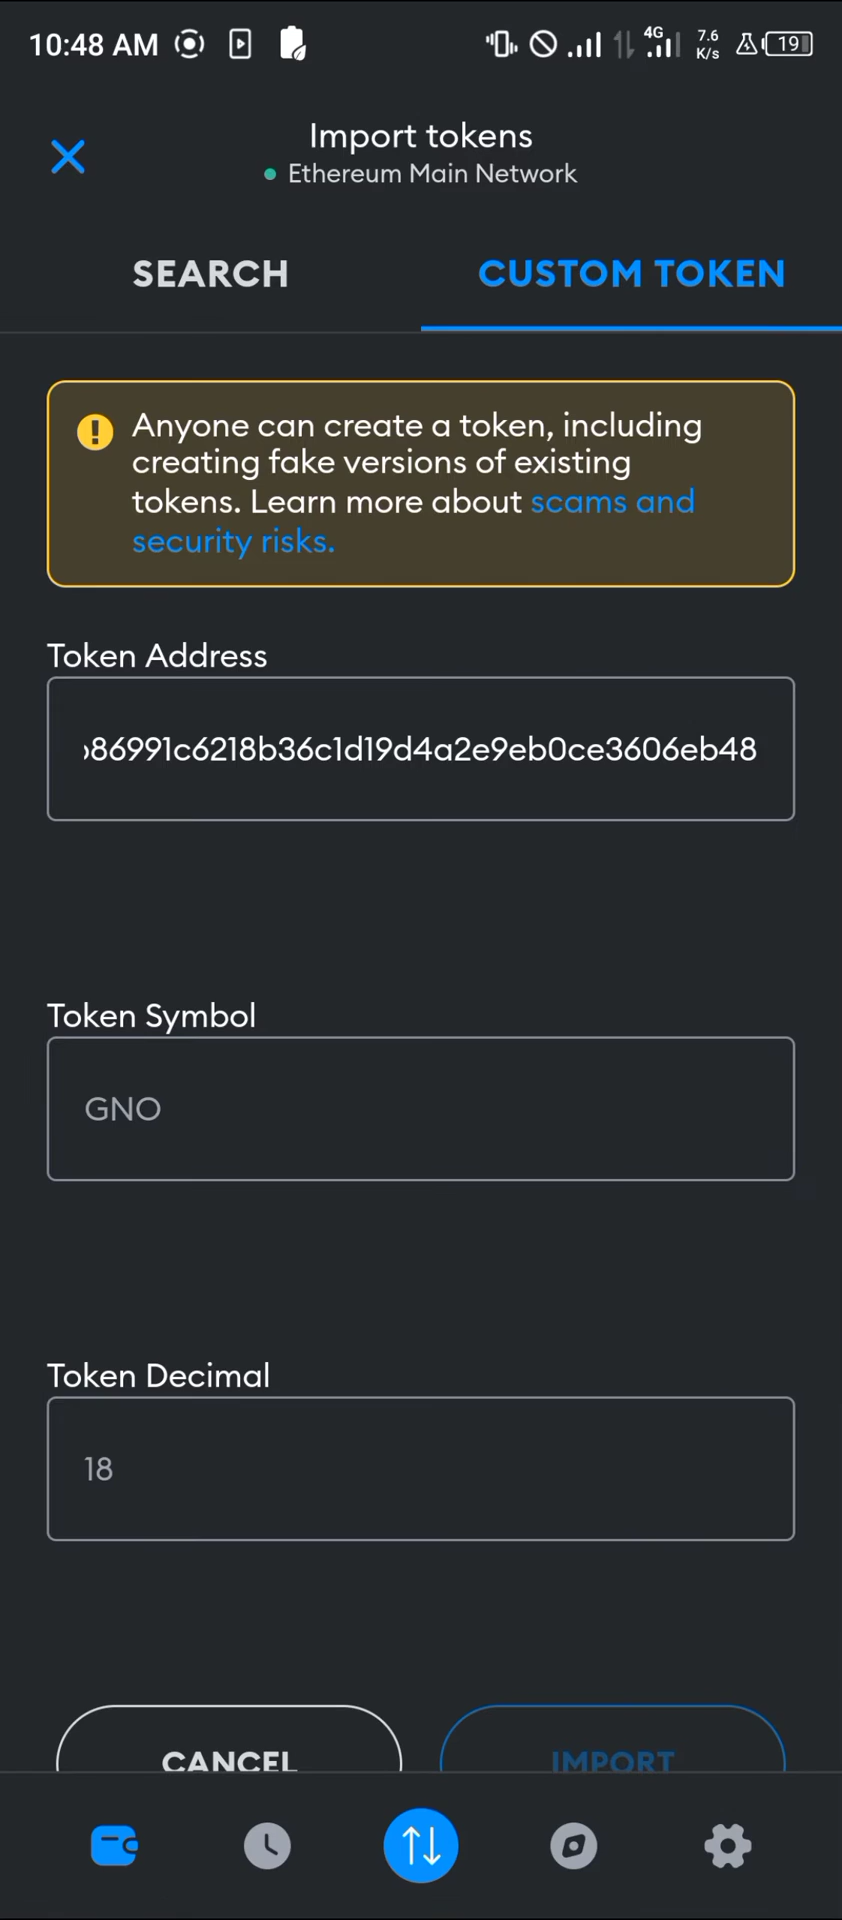 10:48 AM 4G 7.6 K/s 19
Import tokens
Ethereum Main Network
SEARCH CUSTOM TOKEN
Anyone can create a token, including
creating fake versions of existing
tokens. Learn more about scams and
security risks.
Token Address
b86991c6218b36c1d19d4a2e9eb0ce3606eb48
Token Symbol
GNO
Token Decimal
18
CANCEL IMPORT